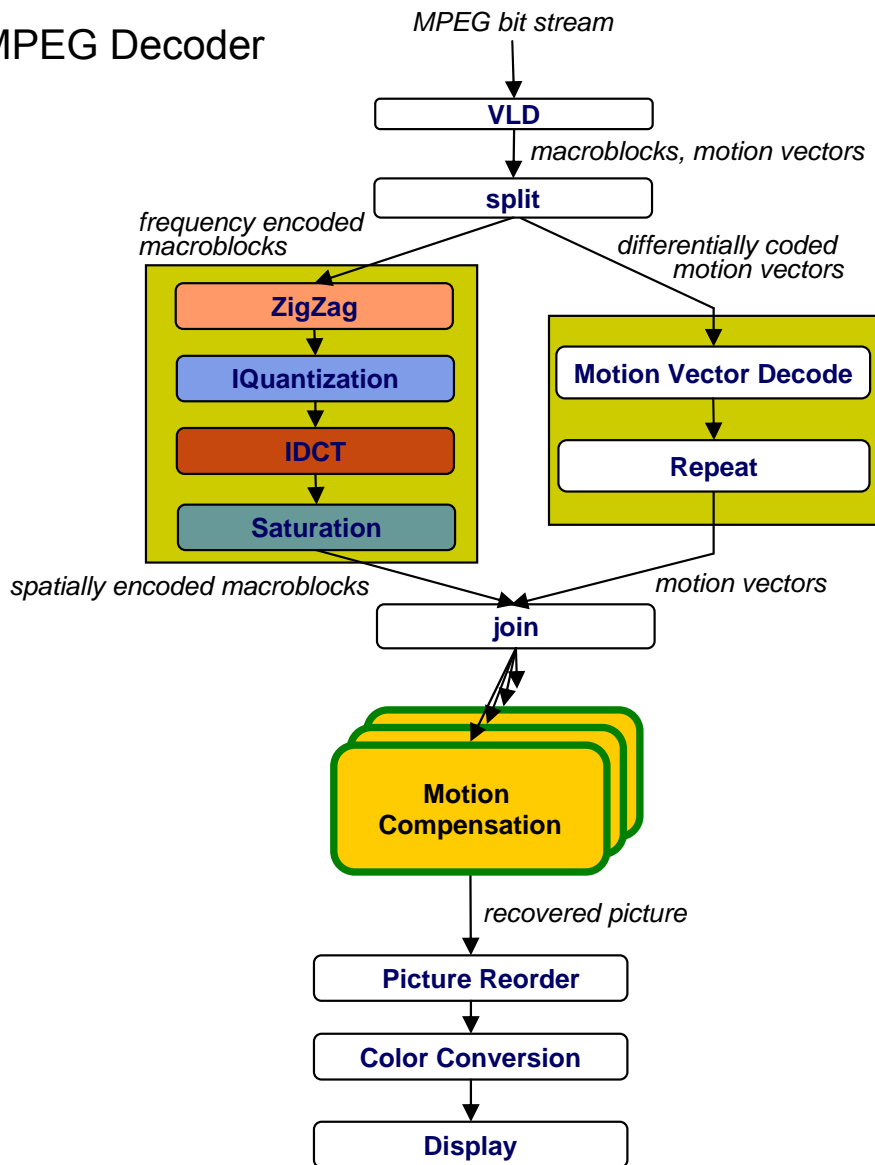 MPEG Decoder
MPEG bit stream
VLD
macroblocks, motion vectors
split
frequency encoded
macroblocks
differentially coded
motion vectors
ZigZag
IQuantization
IDCT
Saturation
Motion Vector Decode
Repeat
spatially encoded macroblocks
motion vectors
join
Motion
Compensation
recovered picture
Picture Reorder
Color Conversion
Display